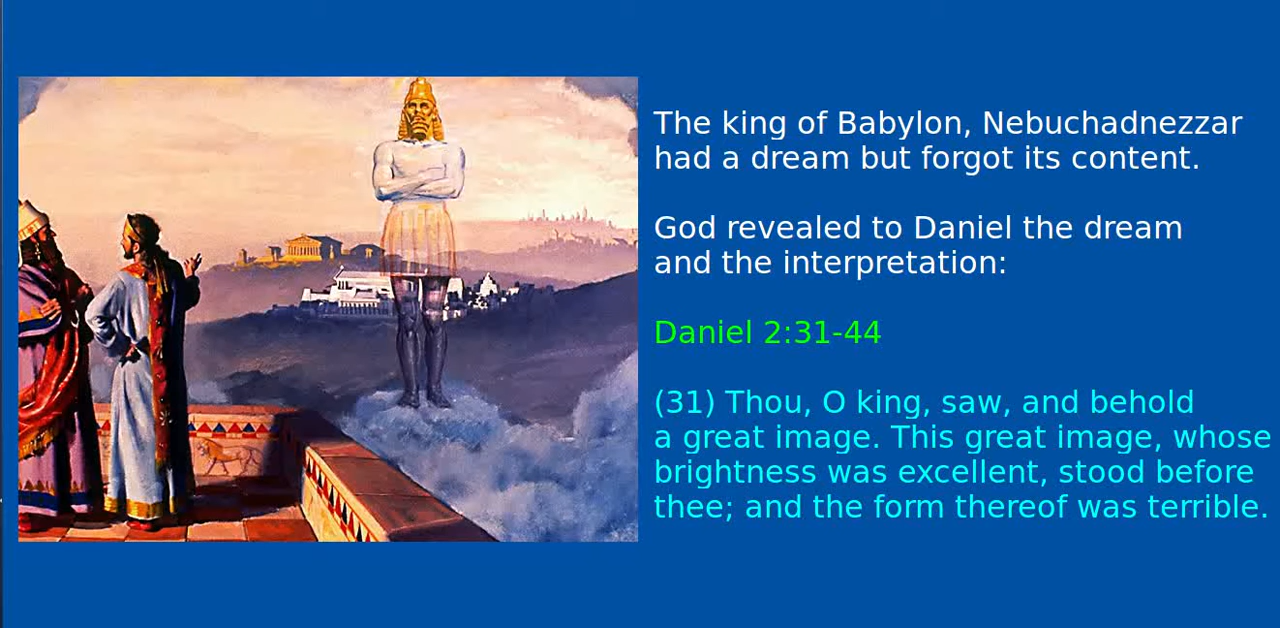 The king of Babylon, Nebuchadnezzar
had a dream but forgot its content.
God revealed to Daniel the dream
and the interpretation:
Daniel 2:31-44
(31) Thou, O king, saw, and behold
a great image. This great image, whose
brightness was excellent, stood before
thee; and the form thereof was terrible.